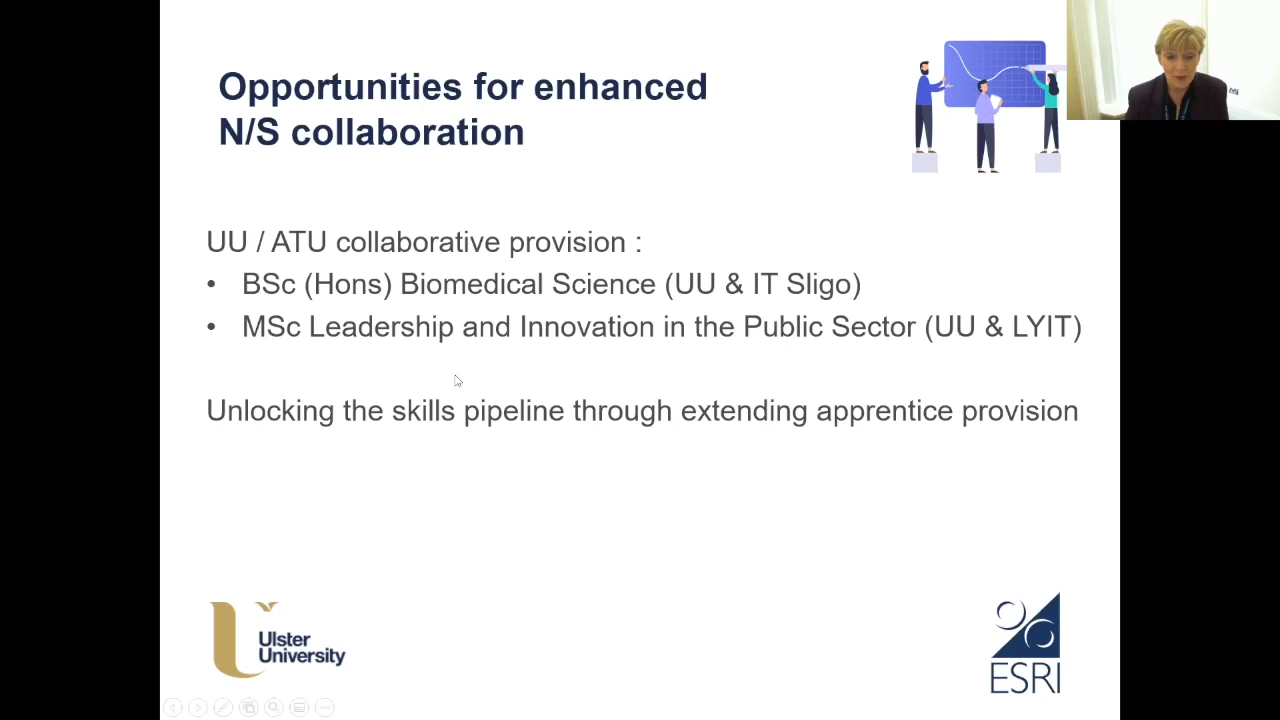 Opportunities for enhanced
N/S collaboration
UU / ATU collaborative provision :
• BSc (Hons) Biomedical Science (UU & IT Sligo)
• MSc Leadership and Innovation in the Public Sector (UU & LYIT)
Unlocking the skills pipeline through extending apprentice provision
Ulster
University
ESRI